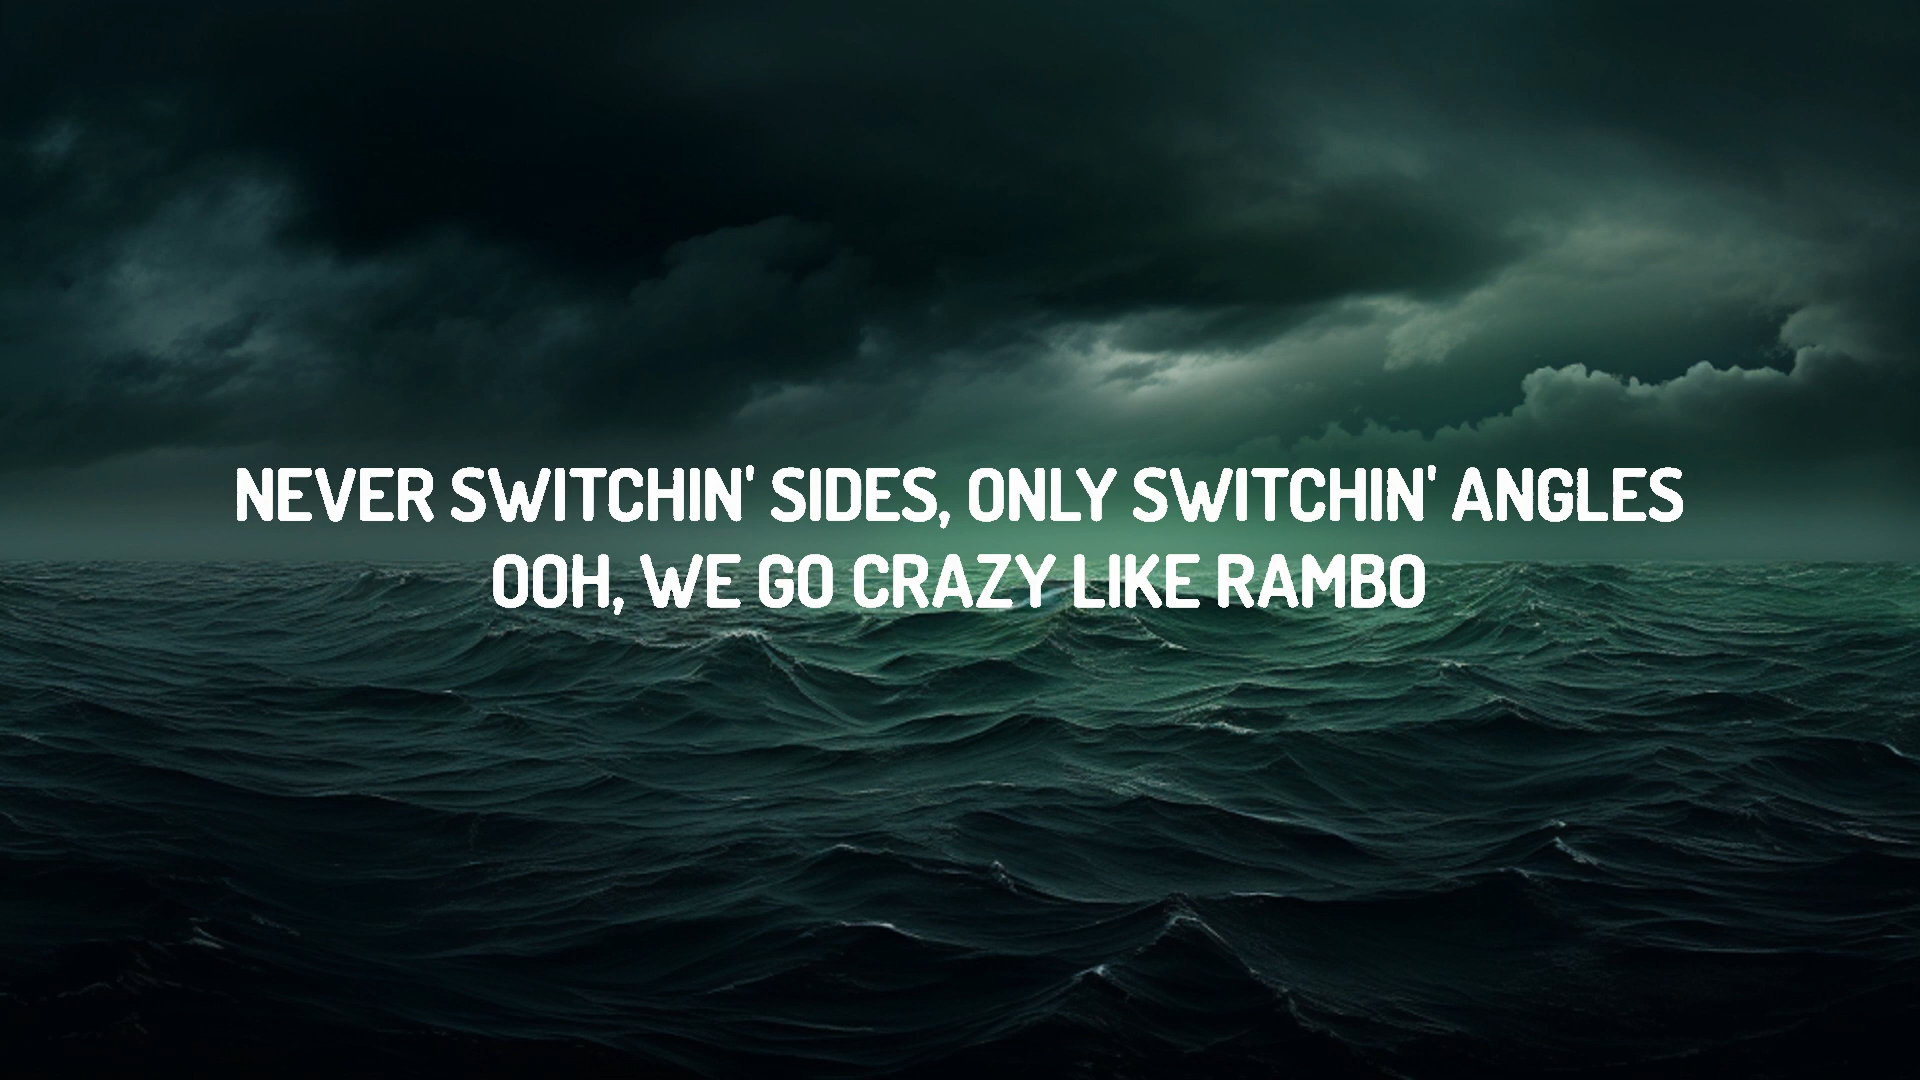 NEVER SWITCHIN' SIDES, ONLY SWITCHIN' ANGLES
OOH, WE GO CRAZY LIKE RAMBO